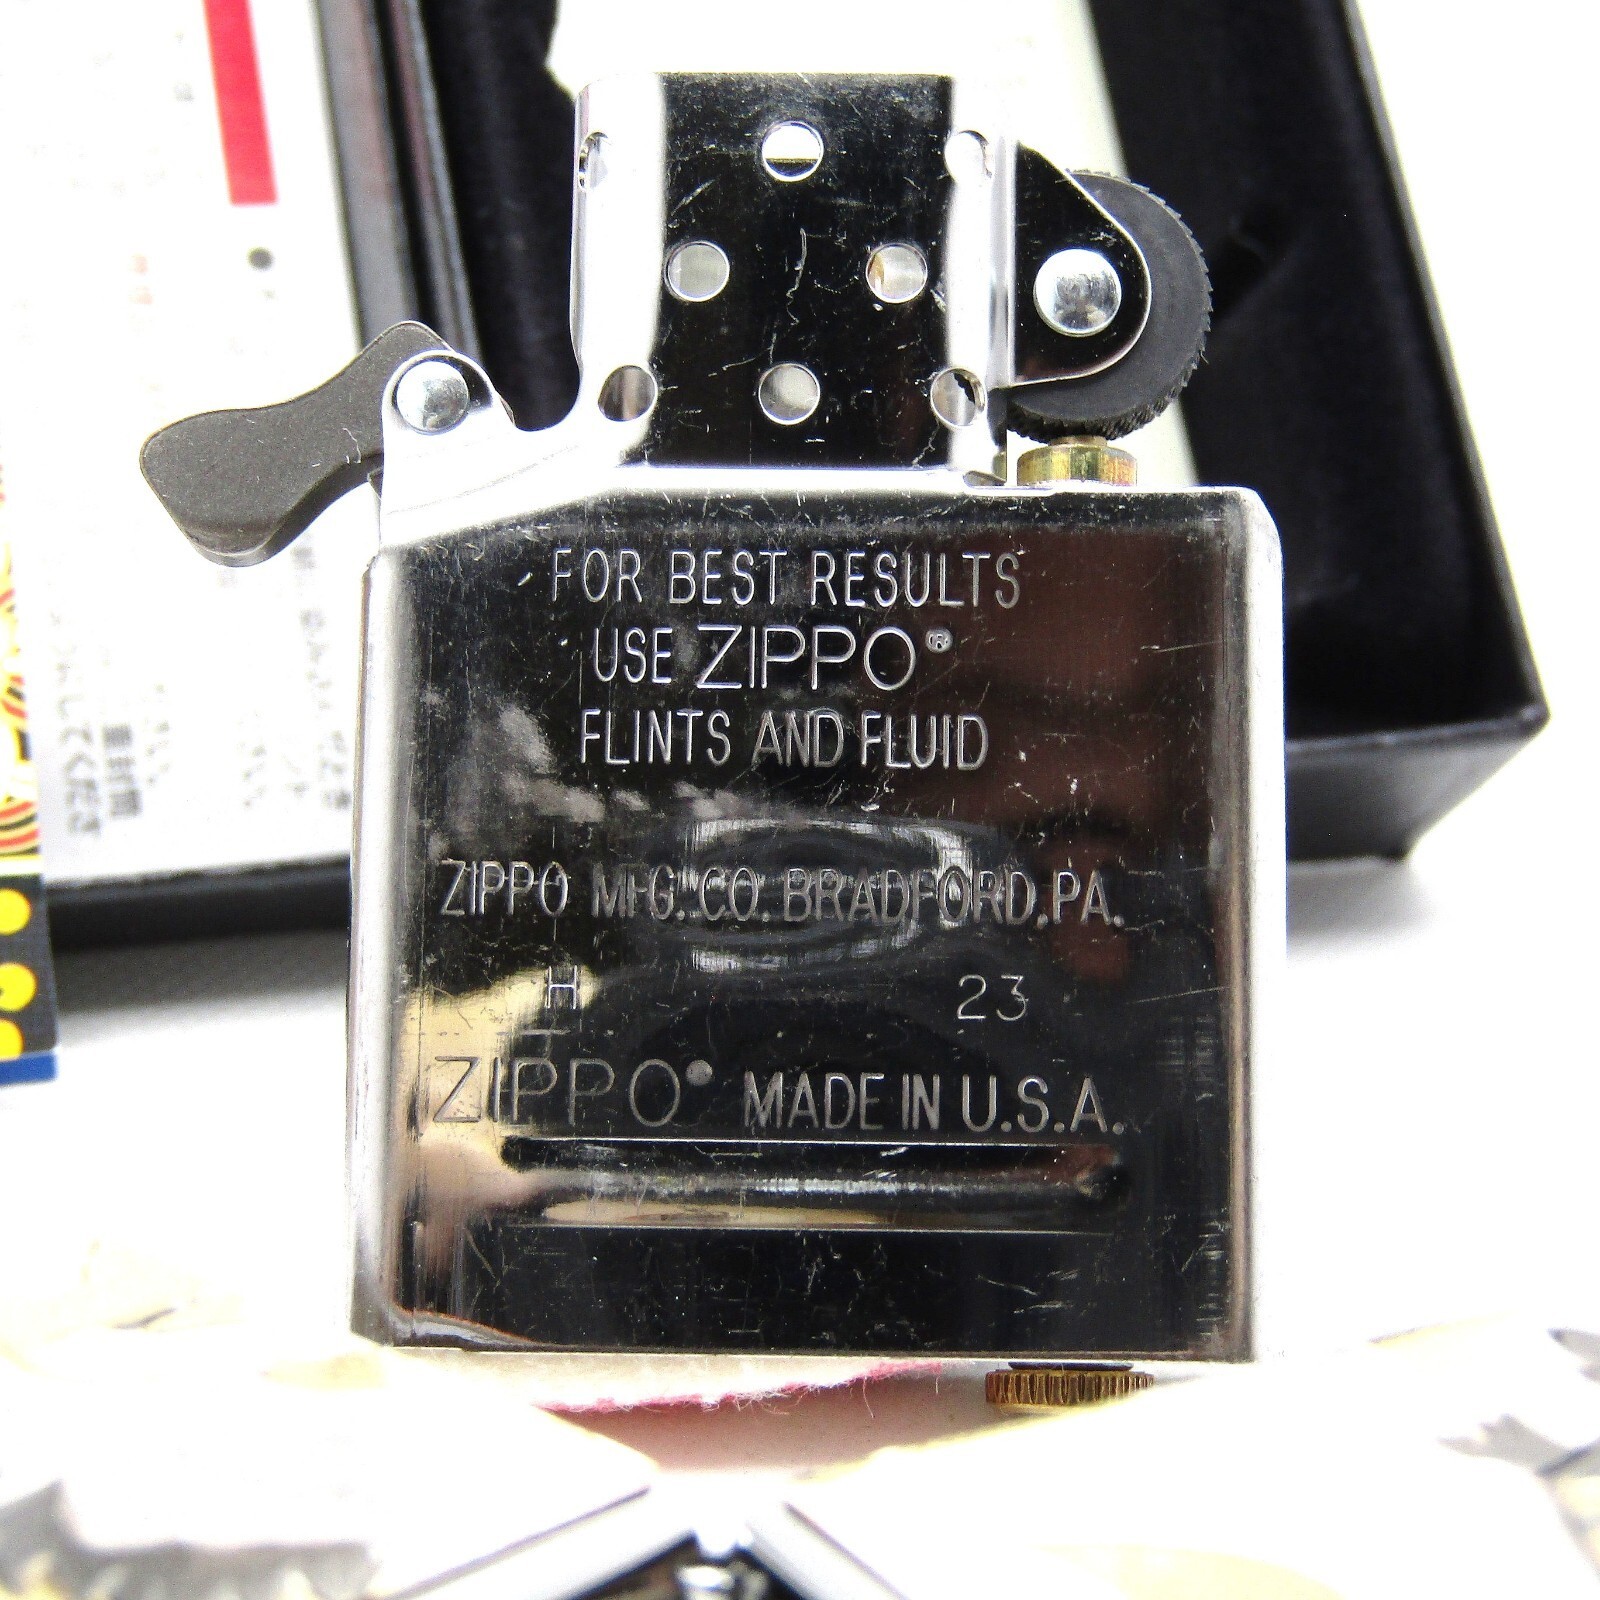 FOR BEST RESULTS
USE ZIPPO®
FLINTS AND FLUID
ZIPPO MFG. CO. BRADFORD, PA.
H 23
ZIPPO® MADE IN U.S.A.